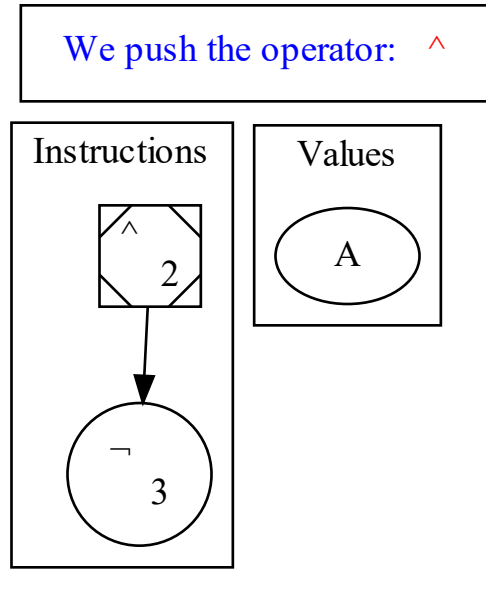 We push the operator: ^
Instructions
Values
^
2
A
¬
3